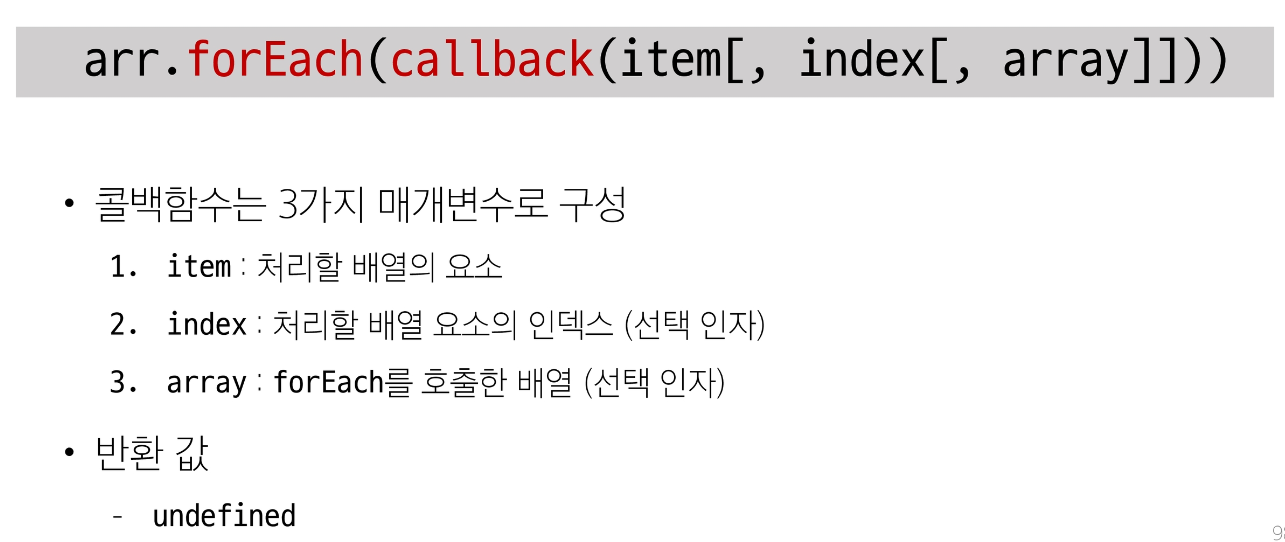 arr.forEach(callback(item[, index[, array]]))
• 콜백함수는 3가지 매개변수로 구성
1. item : 처리할 배열의 요소
2. index : 처리할 배열 요소의 인덱스 (선택 인자)
3. array : forEach를 호출한 배열 (선택 인자)
• 반환 값
- undefined